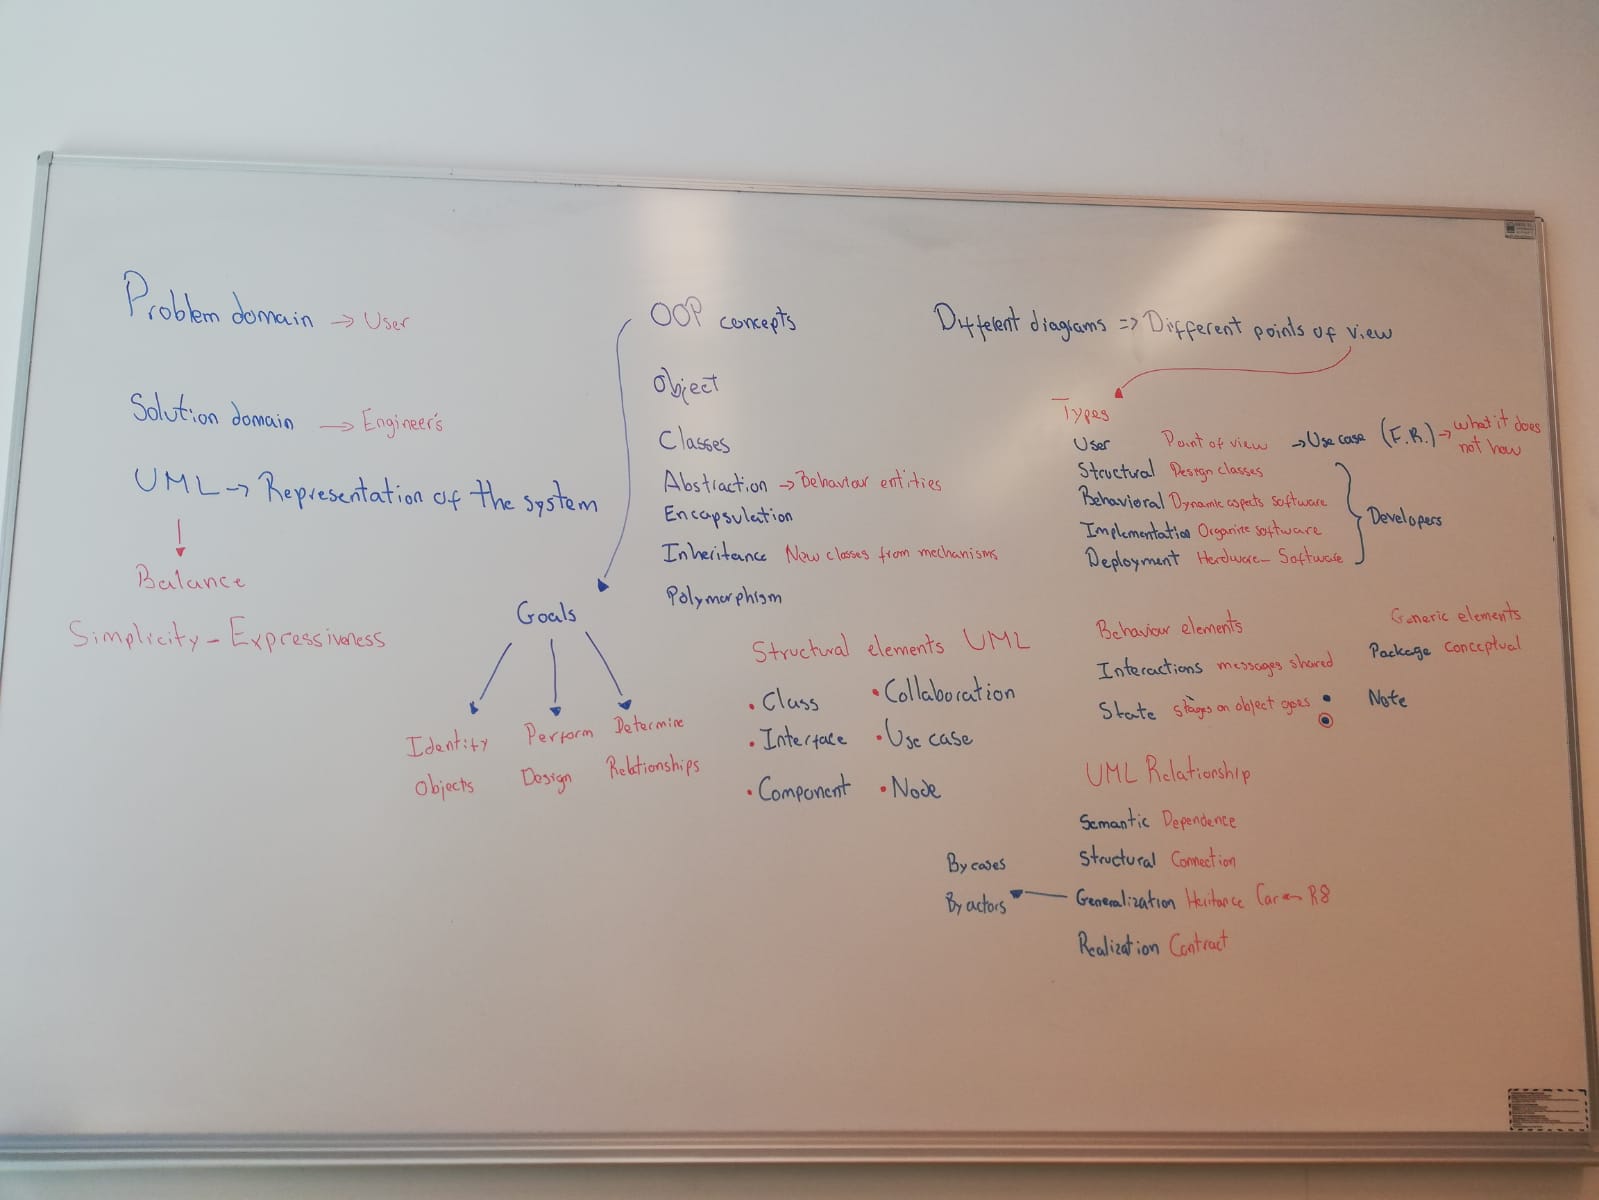 Problem domain → User
Solution domain → Engineer's
UML → Representation of the system
Balance
Simplicity - Expressiveness
OOP concepts
Object
Classes
Abstraction → Behaviour entities
Encapsulation
Inheritance New classes from mechanisms
Polymorphism
Goals
Identity Objects
Perform Design
Determine Relationships
Structural elements UML
• Class • Collaboration
• Interface • Use case
• Component • Node
Different diagrams => Different points of view
Types
User Point of view → Use case (F.R.) → what it does not how
Structural Design classes
Behavioral Dynamic aspects software
Implementation Organize software
Deployment Hardware - Software
Developers
Behaviour elements
Interactions messages shared
State stages an object goes
Generic elements
Package Conceptual
Note
UML Relationship
Semantic Dependence
Structural Connection
Generalization Heritance Car ← R8
Realization Contract
By cases
By actors